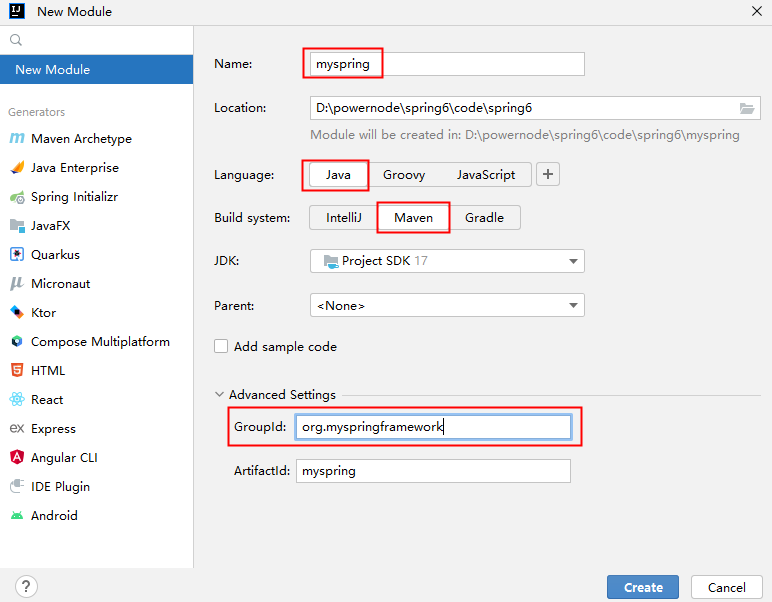 New Module
New Module
Generators
Maven Archetype
Java Enterprise
Spring Initializr
JavaFX
Quarkus
Micronaut
Ktor
Compose Multiplatform
HTML
React
Express
Angular CLI
IDE Plugin
Android
Name: myspring
Location: D:\powernode\spring6\code\spring6
Module will be created in: D:\powernode\spring6\code\spring6\myspring
Language: Java Groovy JavaScript +
Build system: IntelliJ Maven Gradle
JDK: Project SDK 17
Parent: <None>
Add sample code
Advanced Settings
GroupId: org.myspringframework
ArtifactId: myspring
? Create Cancel